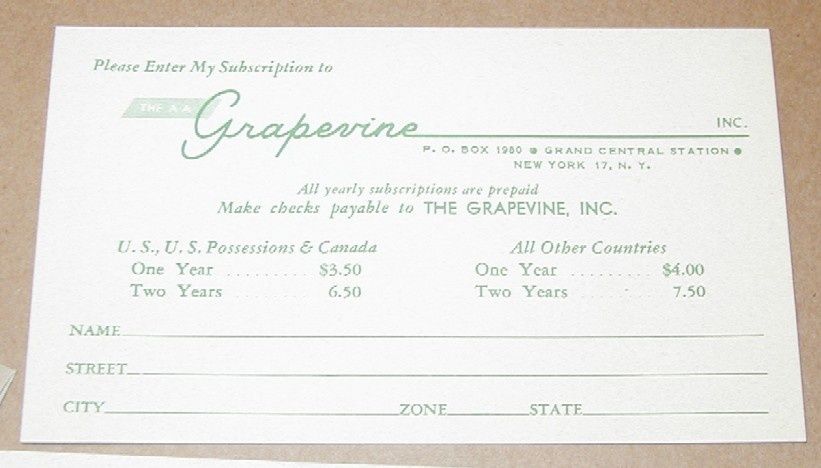 Please Enter My Subscription to
THE A.A.
Grapevine INC.
P. O. BOX 1980 ● GRAND CENTRAL STATION ●
NEW YORK 17, N. Y.
All yearly subscriptions are prepaid
Make checks payable to THE GRAPEVINE, INC.
U. S., U. S. Possessions & Canada
One Year ......... $3.50
Two Years ......... 6.50
All Other Countries
One Year ......... $4.00
Two Years ......... 7.50
NAME
STREET
CITY ZONE STATE